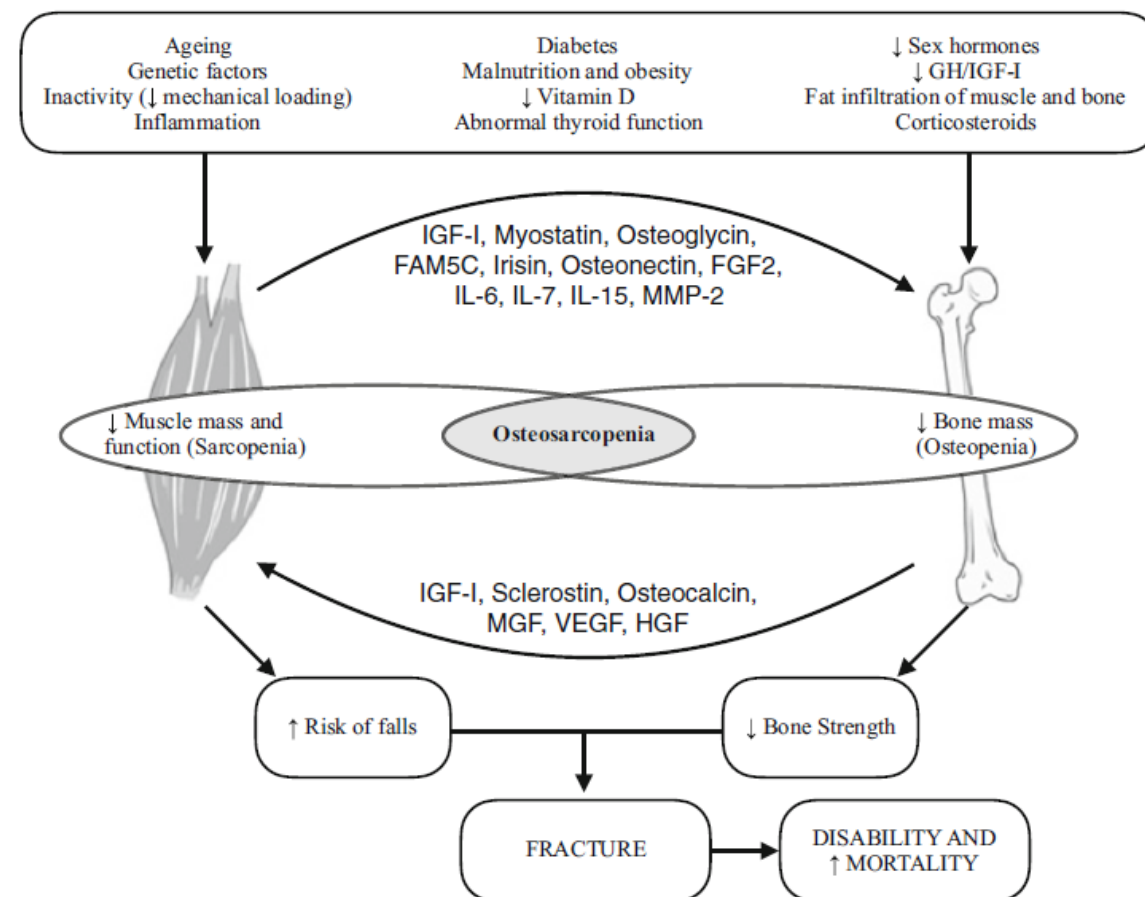 Ageing
Genetic factors
Inactivity (↓ mechanical loading)
Inflammation
Diabetes
Malnutrition and obesity
↓ Vitamin D
Abnormal thyroid function
↓ Sex hormones
↓ GH/IGF-I
Fat infiltration of muscle and bone
Corticosteroids
IGF-I, Myostatin, Osteoglycin,
FAM5C, Irisin, Osteonectin, FGF2,
IL-6, IL-7, IL-15, MMP-2
↓ Muscle mass and
function (Sarcopenia)
Osteosarcopenia
↓ Bone mass
(Osteopenia)
IGF-I, Sclerostin, Osteocalcin,
MGF, VEGF, HGF
↑ Risk of falls
↓ Bone Strength
FRACTURE
DISABILITY AND
↑ MORTALITY